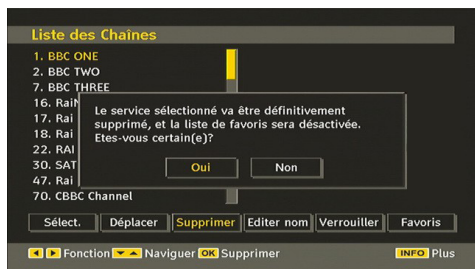 Liste des Chaînes
1. BBC ONE
2. BBC TWO
7. BBC THREE
16. Rai
17. Rai
18. Rai
22. RAI
30. SAT
47. Rai
70. CBBC Channel
Le service sélectionné va être définitivement
supprimé, et la liste de favoris sera désactivée.
Etes-vous certain(e)?
Oui Non
Sélect. Déplacer Supprimer Editer nom Verrouiller Favoris
Fonction Naviguer OK Supprimer INFO Plus